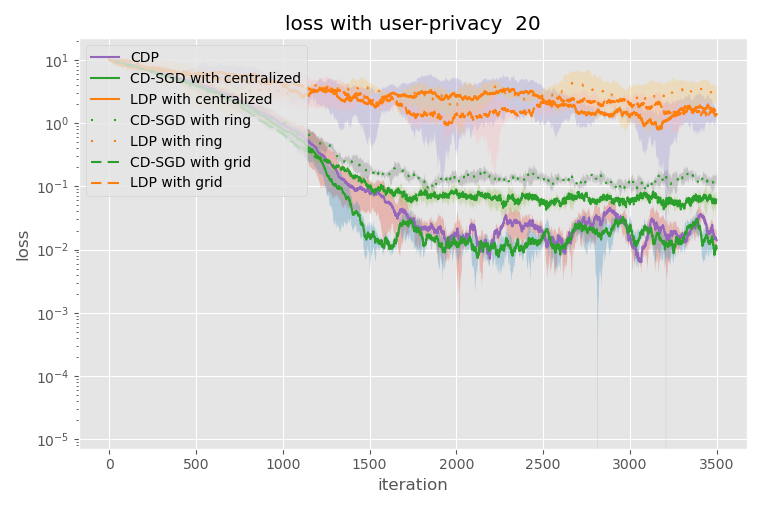 loss with user-privacy 20
CDP
CD-SGD with centralized
LDP with centralized
CD-SGD with ring
LDP with ring
CD-SGD with grid
LDP with grid
loss
10¹
10⁰
10⁻¹
10⁻²
10⁻³
10⁻⁴
10⁻⁵
0 500 1000 1500 2000 2500 3000 3500
iteration